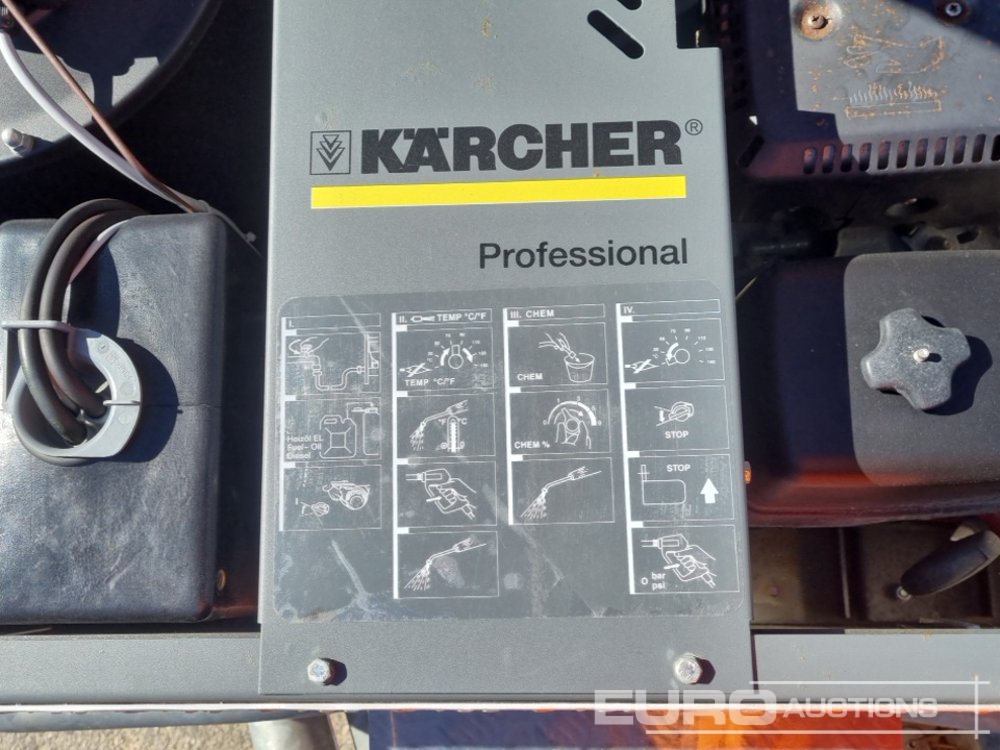 KÄRCHER®
Professional
I.
Heizöl EL
Fuel-Oil
Diesel
II. TEMP °C/°F
TEMP °C/°F
°F °C
III. CHEM
CHEM
CHEM %
IV.
STOP
STOP
0 bar
psi
EURO AUCTIONS